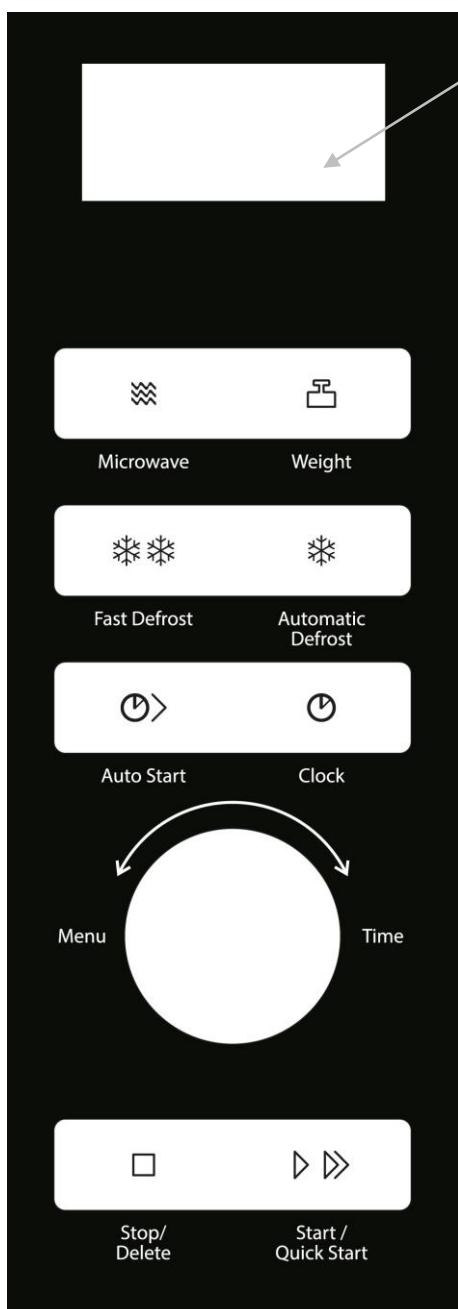 Microwave Weight
Fast Defrost Automatic
Defrost
Auto Start Clock
Menu Time
Stop/ Start /
Delete Quick Start